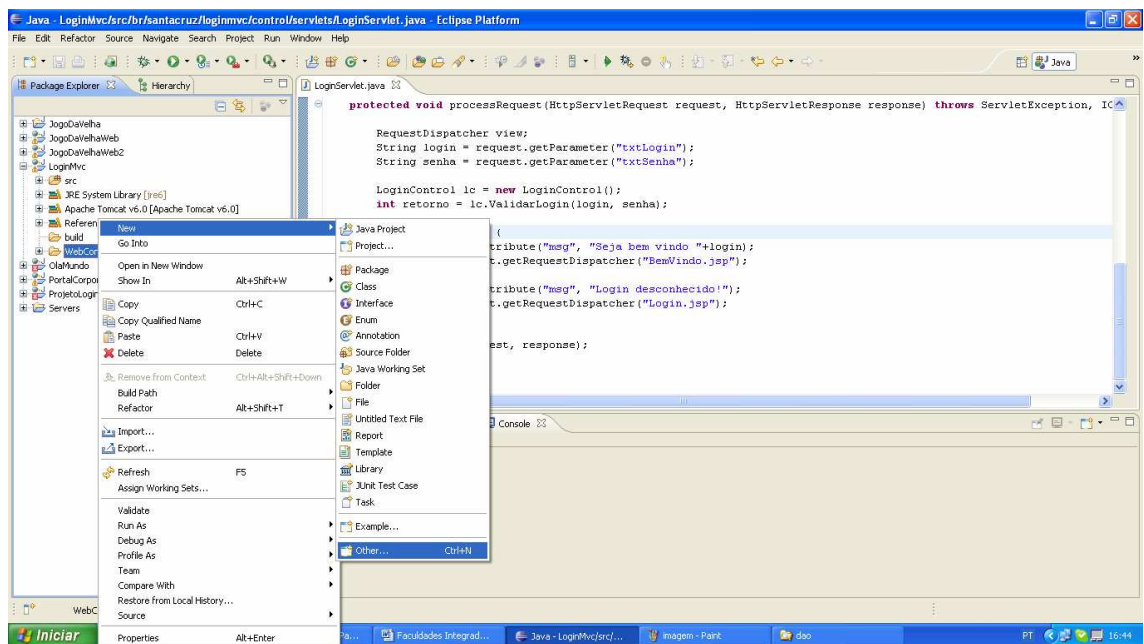 Java - LoginMvc/src/br/santacruz/loginmvc/control/servlets/LoginServlet.java - Eclipse Platform
File Edit Refactor Source Navigate Search Project Run Window Help
Java
Package Explorer Hierarchy
LoginServlet.java
JogoDaVelha
JogoDaVelhaWeb
JogoDaVelhaWeb2
LoginMvc
src
JRE System Library [jre6]
Apache Tomcat v6.0 [Apache Tomcat v6.0]
Referen
build
WebCon
OlaMundo
PortalCorpor
ProjetoLogin
Servers
protected void processRequest(HttpServletRequest request, HttpServletResponse response) throws ServletException, IO
RequestDispatcher view;
String login = request.getParameter("txtLogin");
String senha = request.getParameter("txtSenha");
LoginControl lc = new LoginControl();
int retorno = lc.ValidarLogin(login, senha);
{
tribute("msg", "Seja bem vindo "+login);
t.getRequestDispatcher("BemVindo.jsp");
tribute("msg", "Login desconhecido!");
t.getRequestDispatcher("Login.jsp");
est, response);
Console
New
Go Into
Open in New Window
Show In Alt+Shift+W
Copy Ctrl+C
Copy Qualified Name
Paste Ctrl+V
Delete Delete
Remove from Context Ctrl+Alt+Shift+Down
Build Path
Refactor Alt+Shift+T
Import...
Export...
Refresh F5
Assign Working Sets...
Validate
Run As
Debug As
Profile As
Team
Compare With
Restore from Local History...
Source
Properties Alt+Enter
Java Project
Project...
Package
Class
Interface
Enum
Annotation
Source Folder
Java Working Set
Folder
File
Untitled Text File
Report
Template
Library
JUnit Test Case
Task
Example...
Other... Ctrl+N
WebC
Iniciar
Pa...
Faculdades Integrad...
Java - LoginMvc/src/...
imagem - Paint
dao
PT
16:44